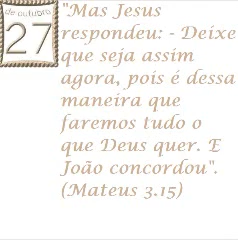 de outubro
27
"Mas Jesus
respondeu: - Deixe
que seja assim
agora, pois é dessa
maneira que
faremos tudo o
que Deus quer. E
João concordou".
(Mateus 3.15)